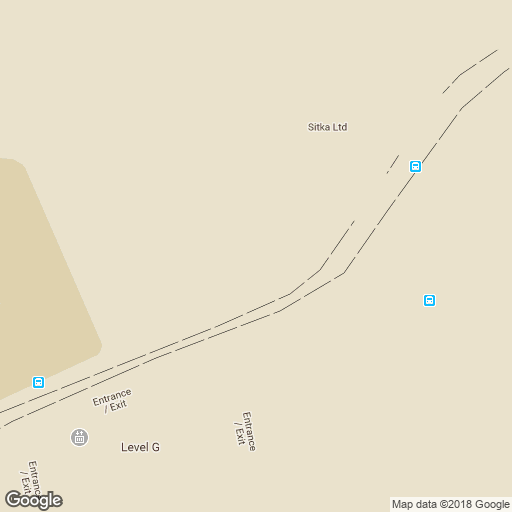 Sitka Ltd
Entrance
/ Exit
Entrance
/ Exit
Level G
Entrance
/ Exit
Google
Map data ©2018 Google